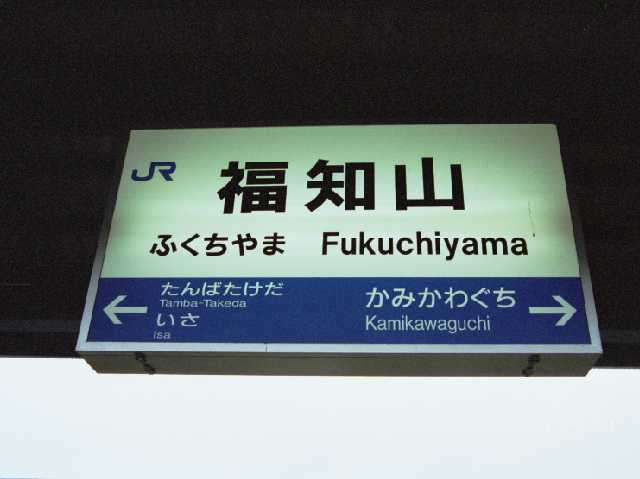 JR 福知山
ふくちやま Fukuchiyama
← たんばたけだ
Tamba-Takeda
いさ
Isa
かみかわぐち →
Kamikawaguchi